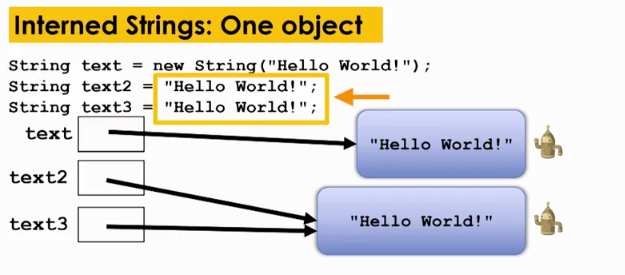 Interned Strings: One object
String text = new String("Hello World!");
String text2 = "Hello World!";
String text3 = "Hello World!";
text
"Hello World!"
text2
text3
"Hello World!"